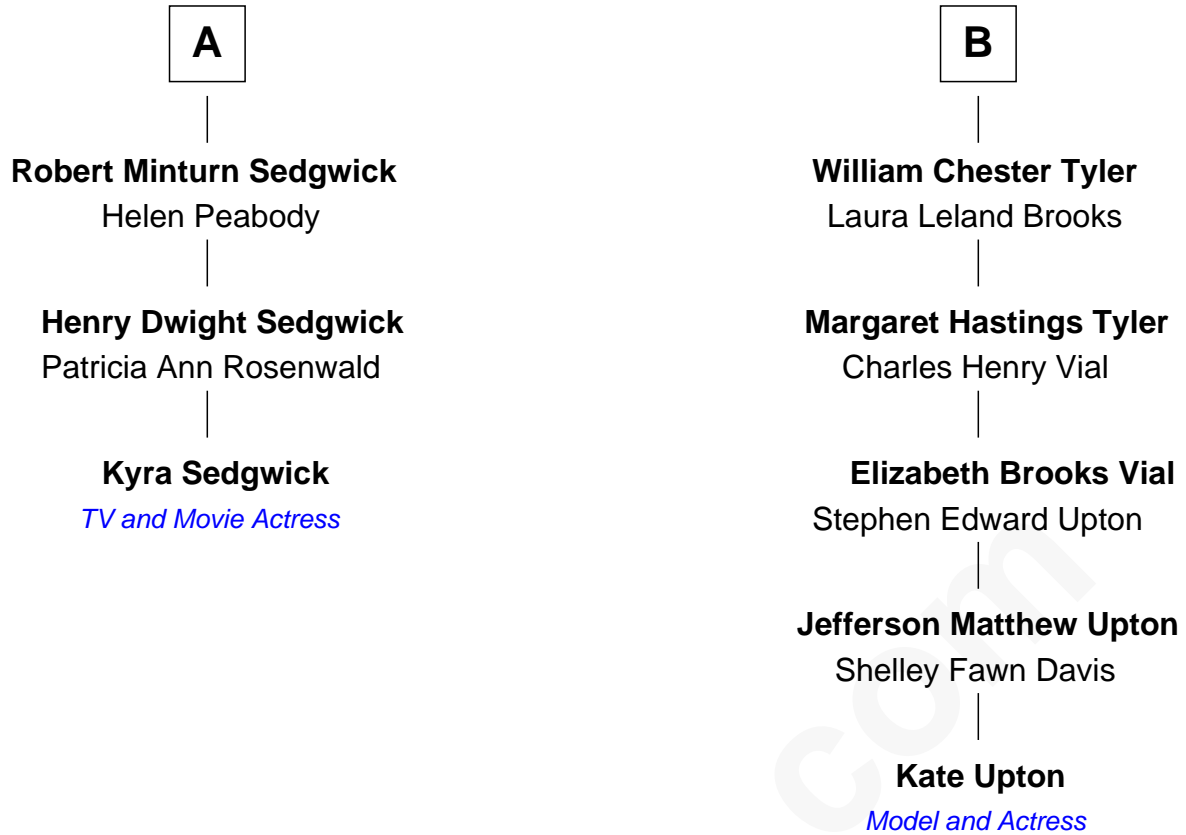 A
Robert Minturn Sedgwick
Helen Peabody
Henry Dwight Sedgwick
Patricia Ann Rosenwald
Kyra Sedgwick
TV and Movie Actress
B
William Chester Tyler
Laura Leland Brooks
Margaret Hastings Tyler
Charles Henry Vial
Elizabeth Brooks Vial
Stephen Edward Upton
Jefferson Matthew Upton
Shelley Fawn Davis
Kate Upton
Model and Actress
com